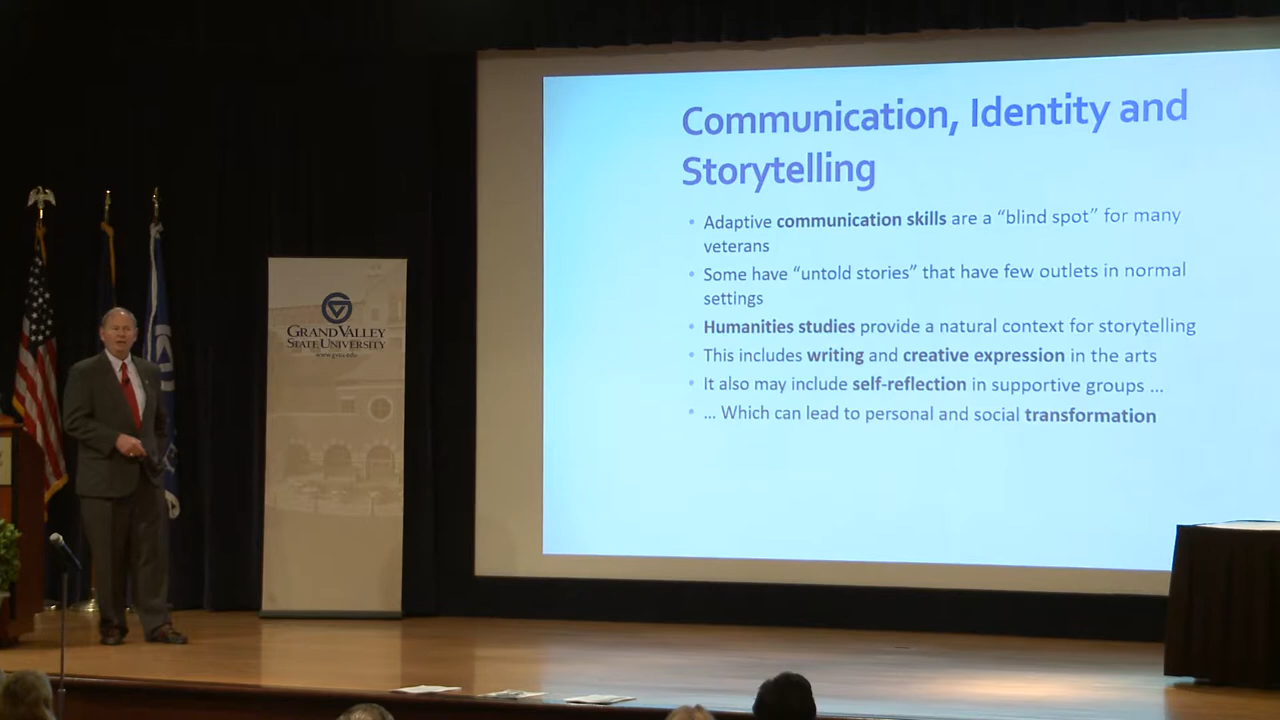 Communication, Identity and
Storytelling
• Adaptive communication skills are a “blind spot” for many
veterans
• Some have “untold stories” that have few outlets in normal
settings
• Humanities studies provide a natural context for storytelling
• This includes writing and creative expression in the arts
• It also may include self-reflection in supportive groups …
• … Which can lead to personal and social transformation
GRAND VALLEY
STATE UNIVERSITY
www.gvsu.edu